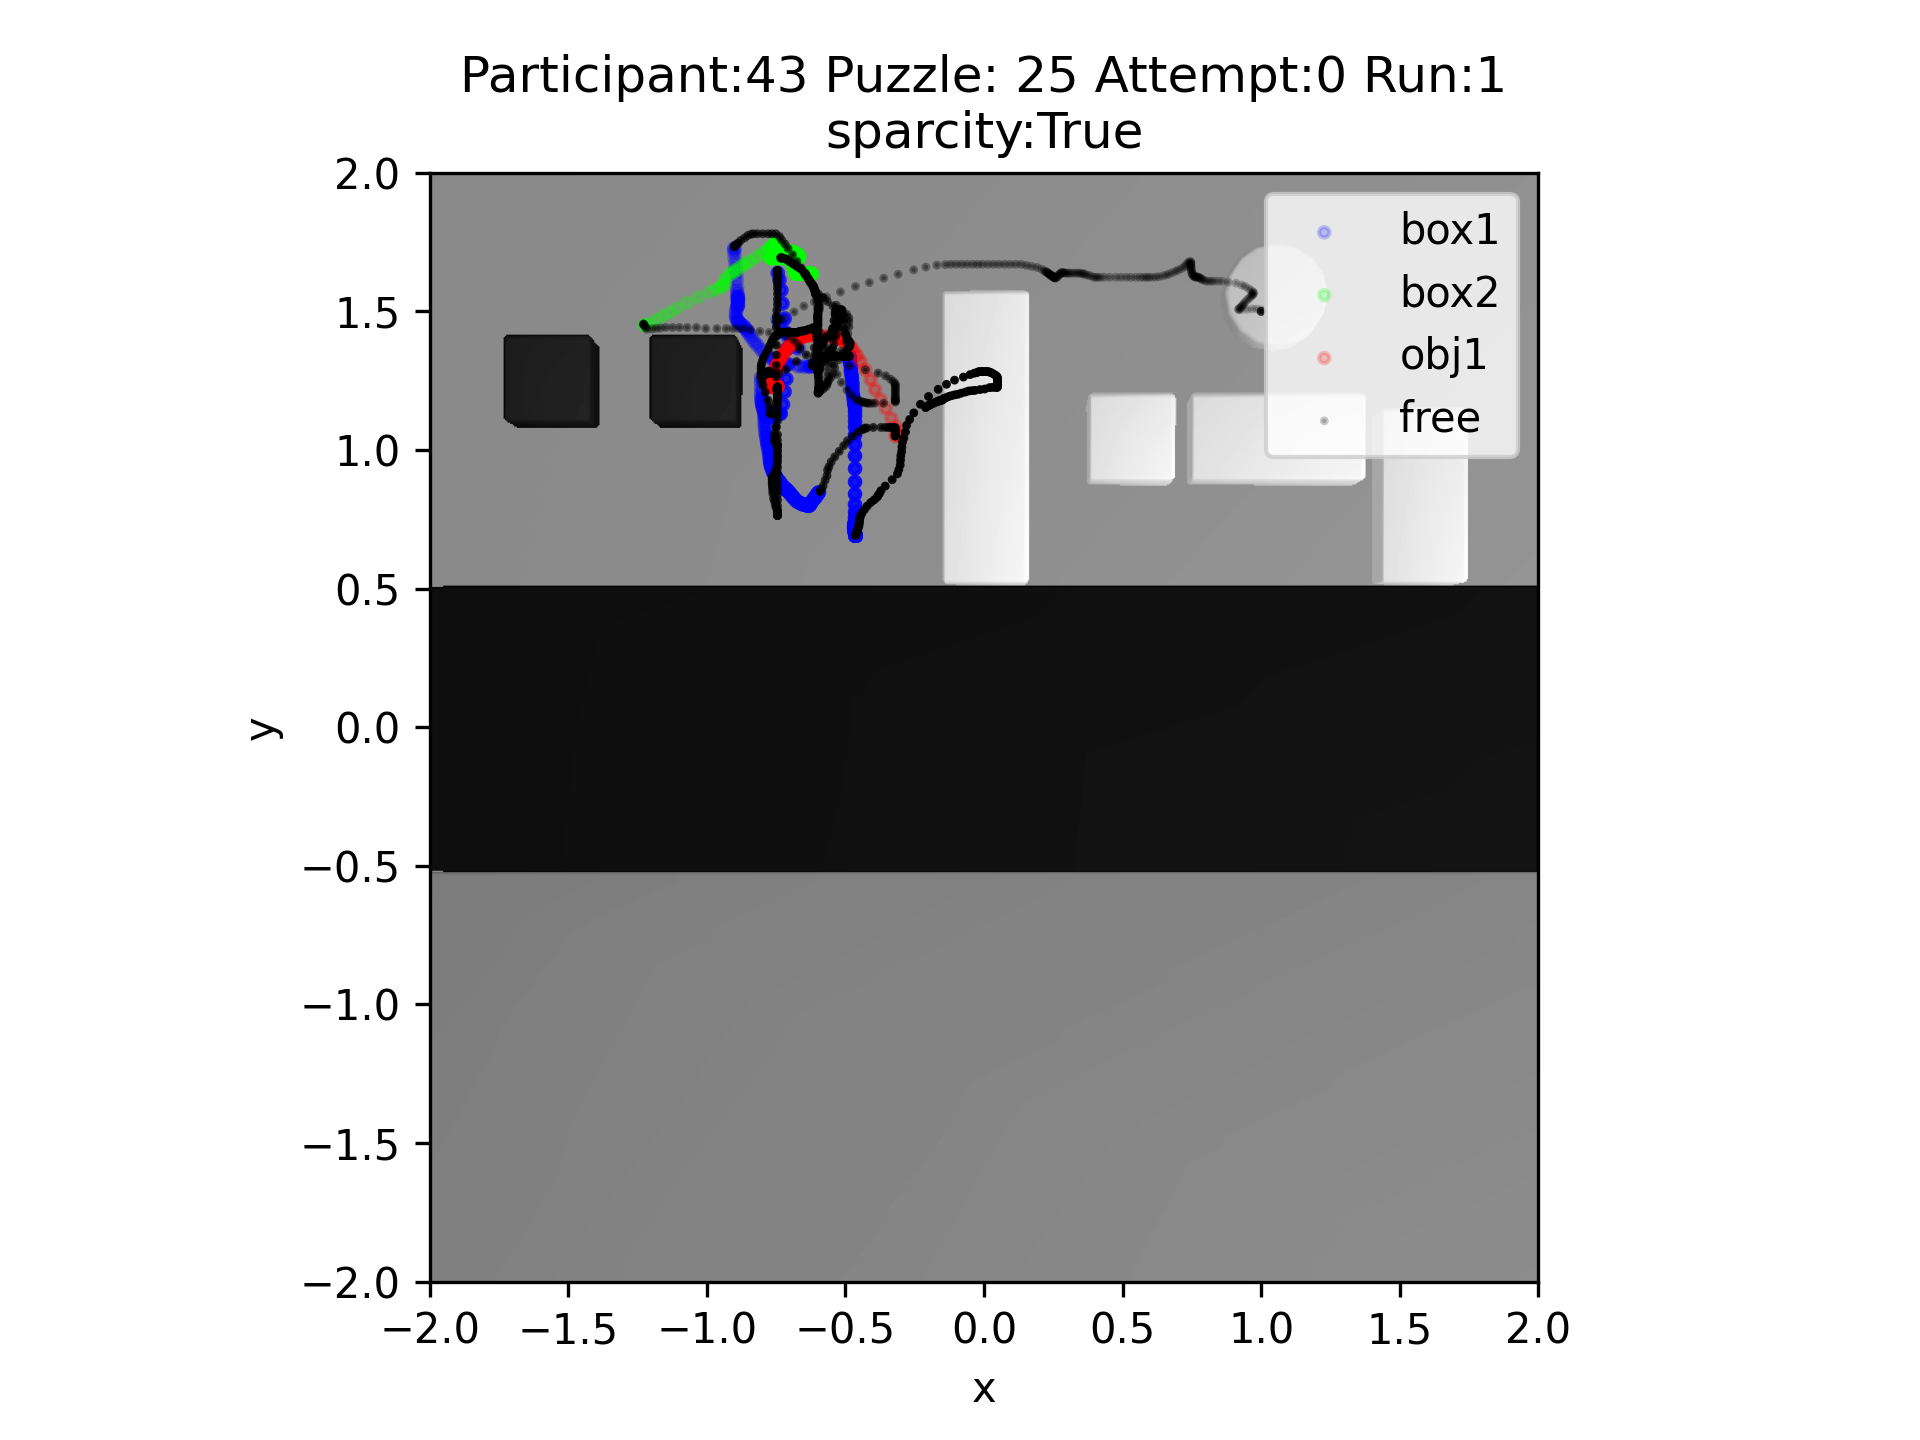 Participant:43 Puzzle: 25 Attempt:0 Run:1
sparcity:True
2.0
1.5
1.0
0.5
0.0
−0.5
−1.0
−1.5
−2.0
y
box1
box2
obj1
free
−2.0 −1.5 −1.0 −0.5 0.0 0.5 1.0 1.5 2.0
x